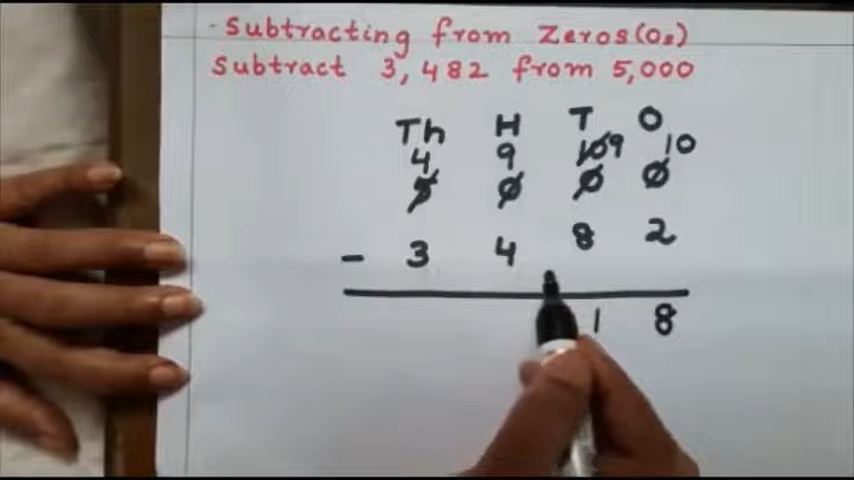 Subtracting from Zeros(0s)
Subtract 3,482 from 5,000
Th H T O
4 9 10 9 10
5 0 0 0
- 3 4 8 2
1 8